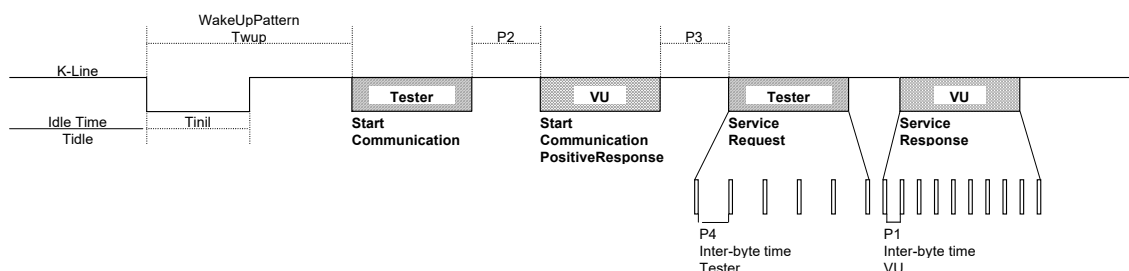 WakeUpPattern
Twup
P2
P3
K-Line
Tester
VU
Tester
VU
Idle Time
Tidle
Tinil
Start
Communication
Start
Communication
PositiveResponse
Service
Request
Service
Response
P4
Inter-byte time
Tester
P1
Inter-byte time
VU